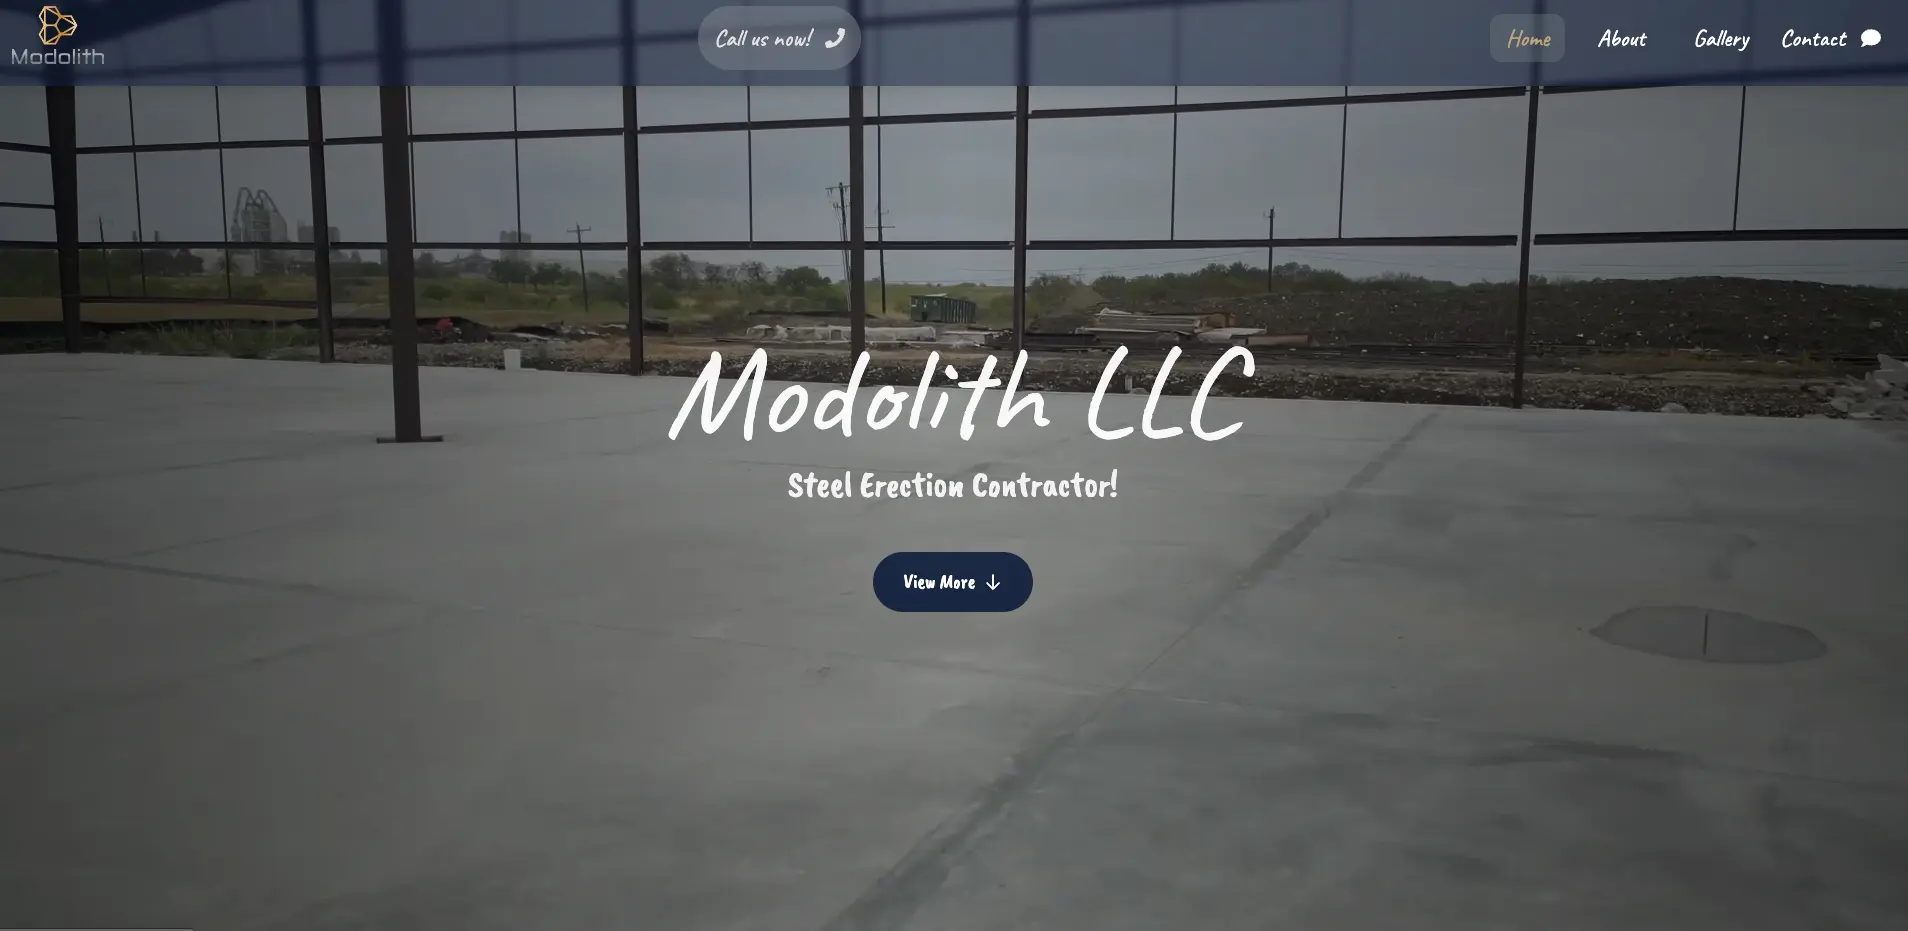 Modolith
Call us now!
Home
About
Gallery
Contact
Modolith LLC
Steel Erection Contractor!
View More